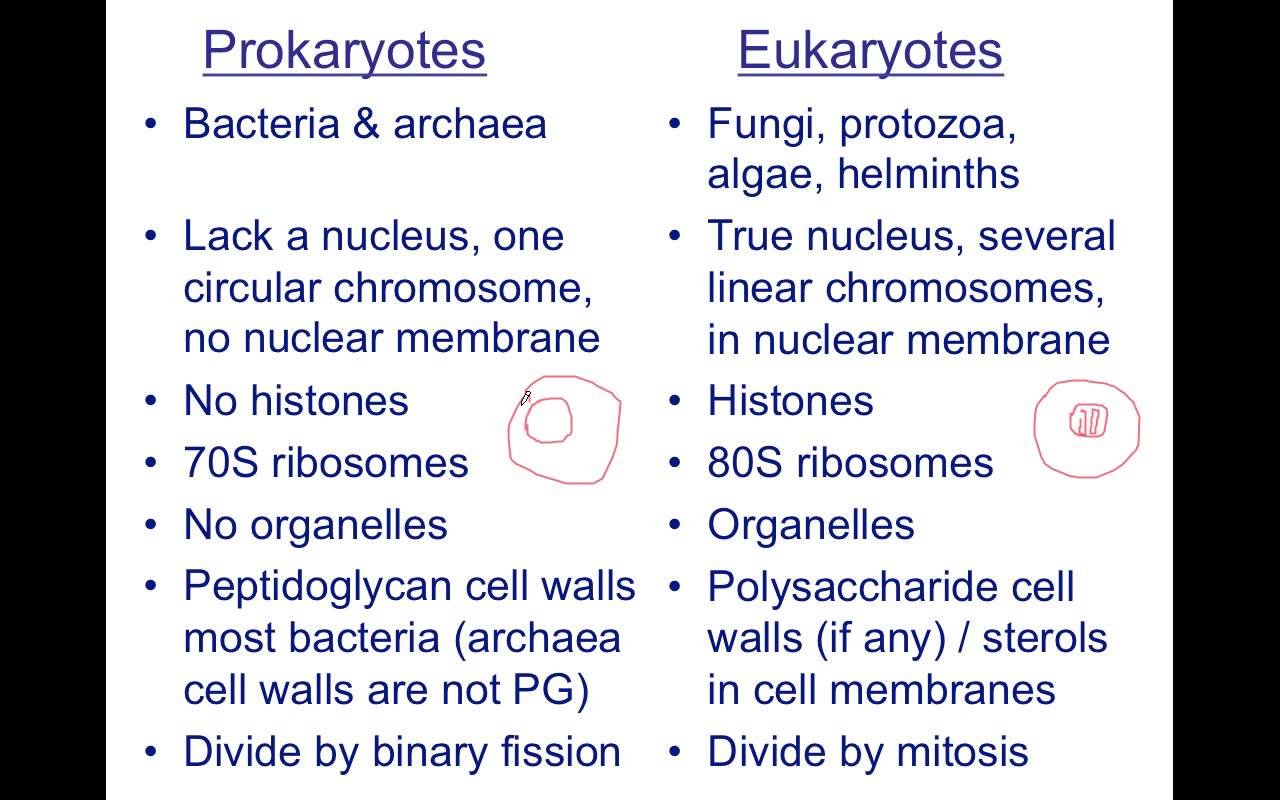 Prokaryotes
• Bacteria & archaea
• Lack a nucleus, one
circular chromosome,
no nuclear membrane
• No histones
• 70S ribosomes
• No organelles
• Peptidoglycan cell walls
most bacteria (archaea
cell walls are not PG)
• Divide by binary fission
Eukaryotes
• Fungi, protozoa,
algae, helminths
• True nucleus, several
linear chromosomes,
in nuclear membrane
• Histones
• 80S ribosomes
• Organelles
• Polysaccharide cell
walls (if any) / sterols
in cell membranes
• Divide by mitosis